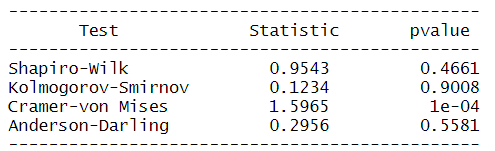 -----------------------------------------------
Test Statistic pvalue
-----------------------------------------------
Shapiro-Wilk 0.9543 0.4661
Kolmogorov-Smirnov 0.1234 0.9008
Cramer-von Mises 1.5965 1e-04
Anderson-Darling 0.2956 0.5581
-----------------------------------------------